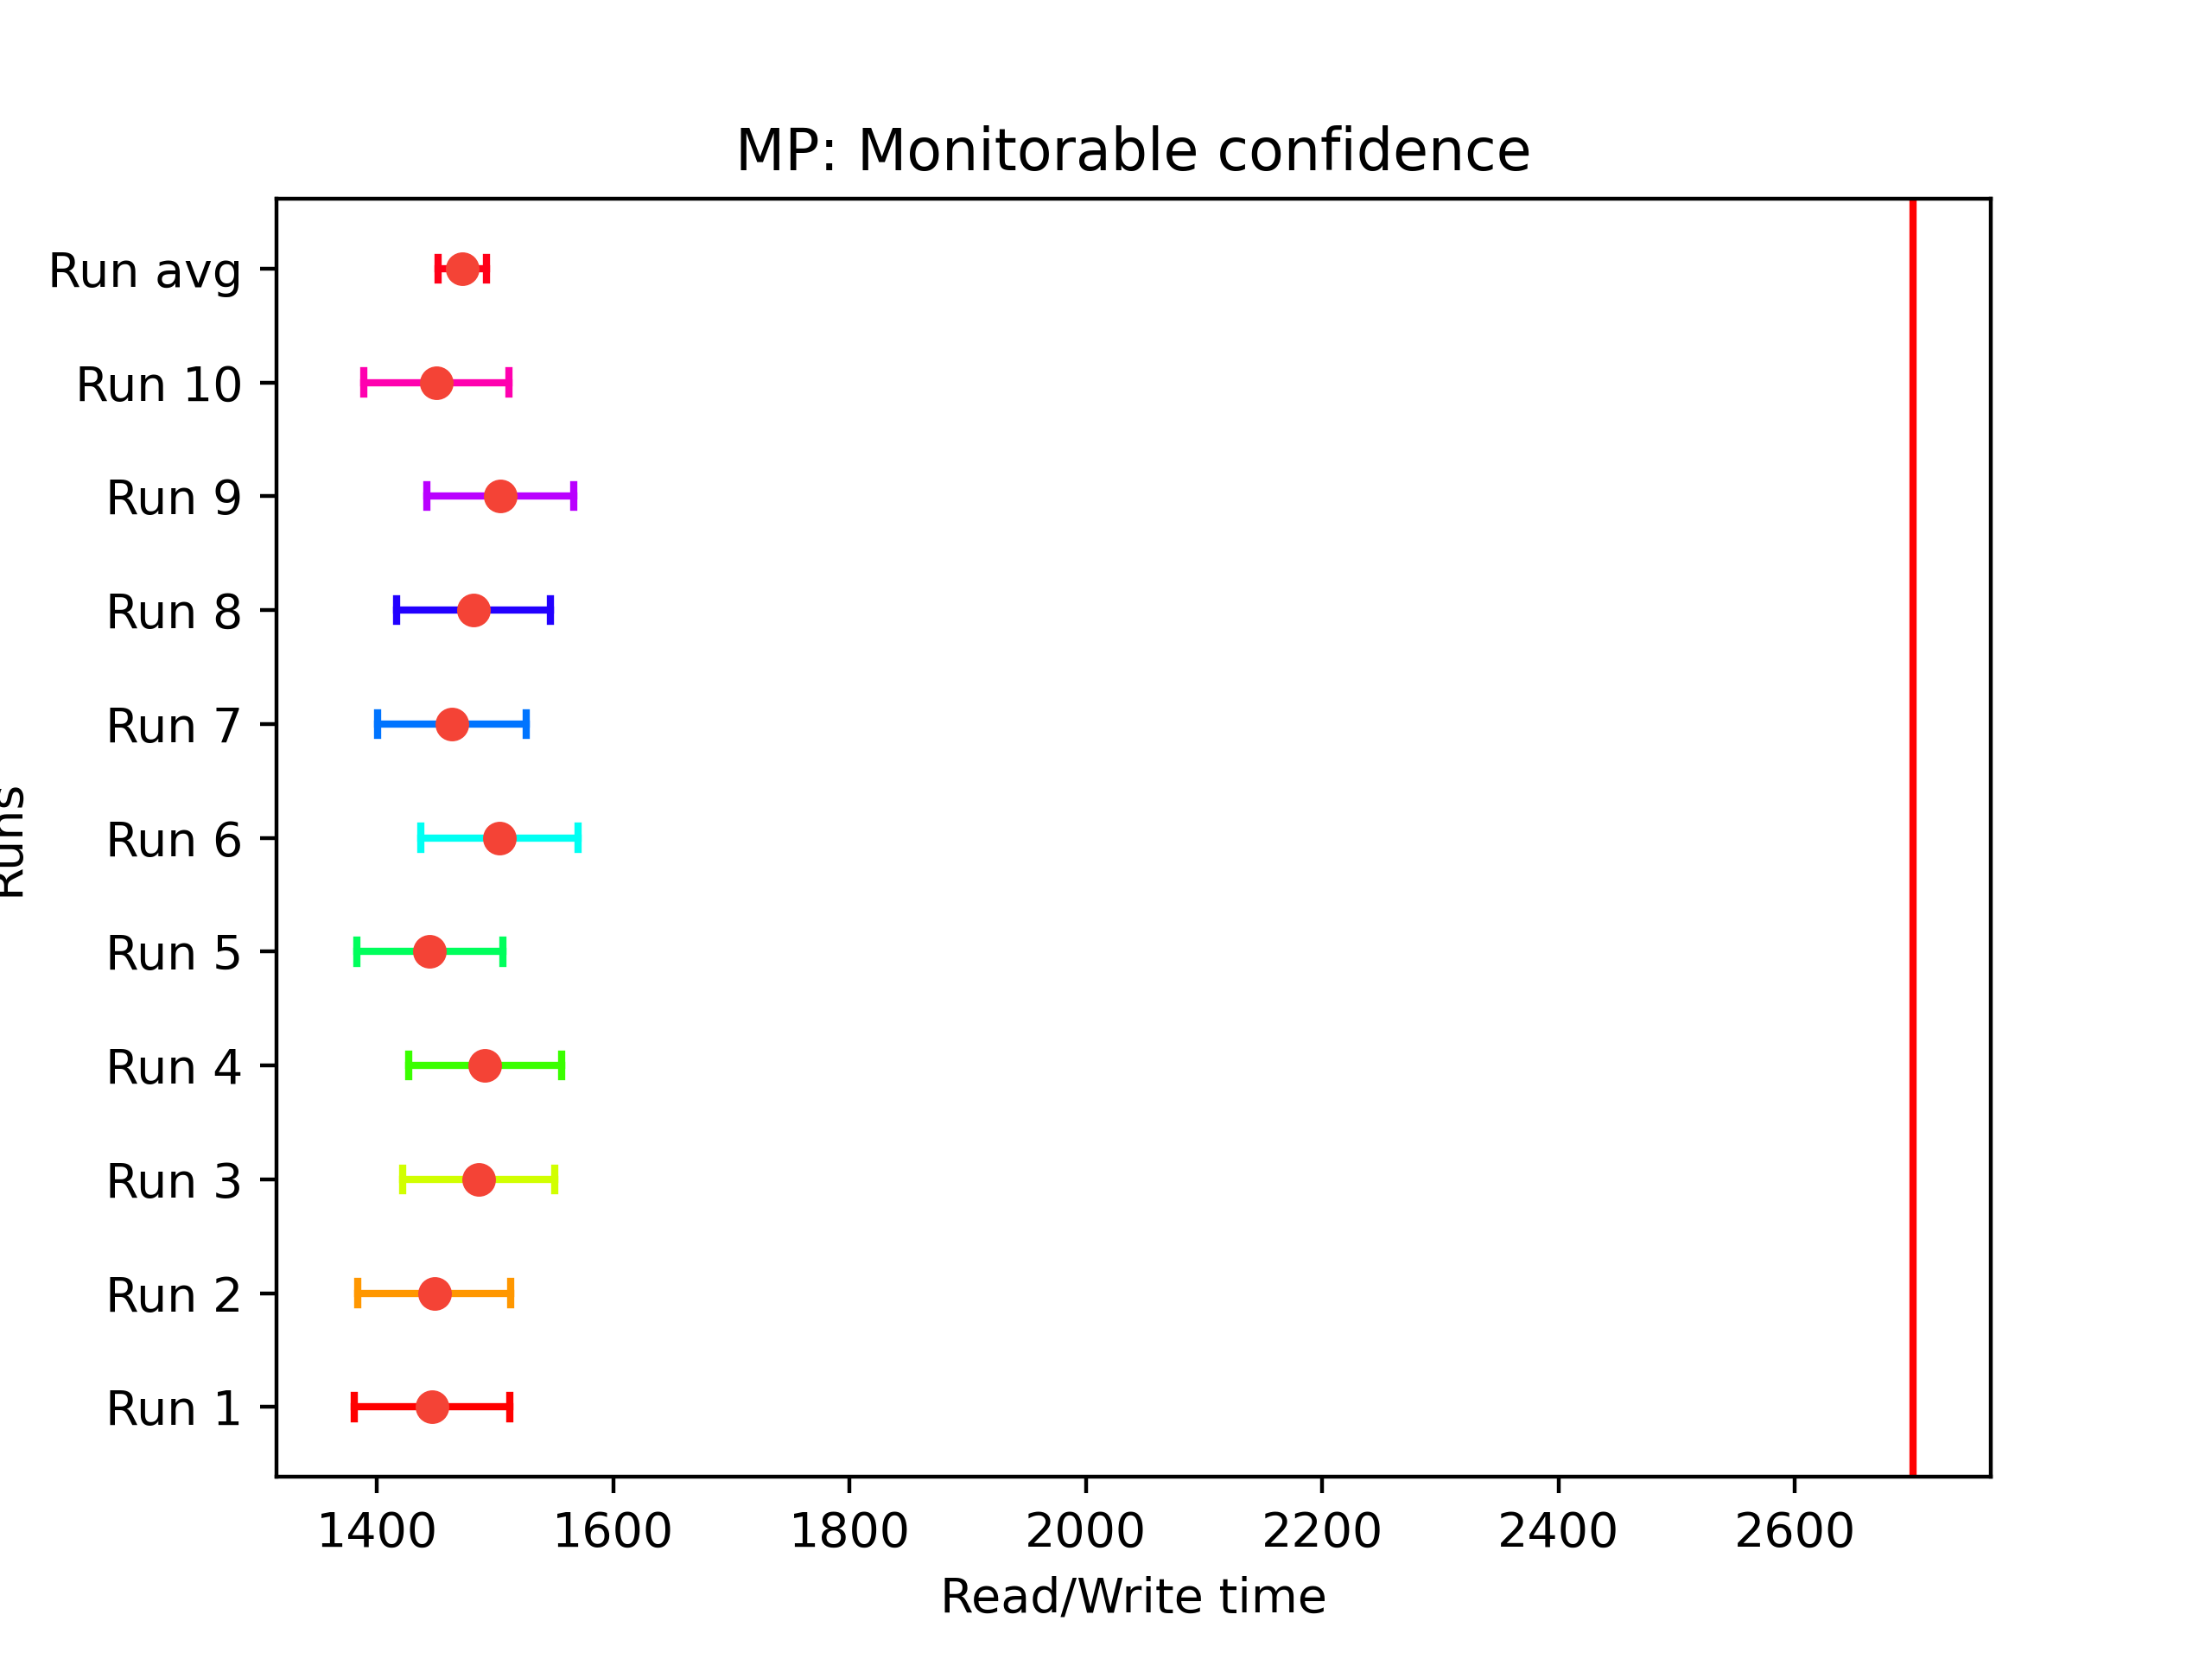 MP: Monitorable confidence
Run avg
Run 10
Run 9
Run 8
Run 7
Run 6
Run 5
Run 4
Run 3
Run 2
Run 1
Runs
1400 1600 1800 2000 2200 2400 2600
Read/Write time